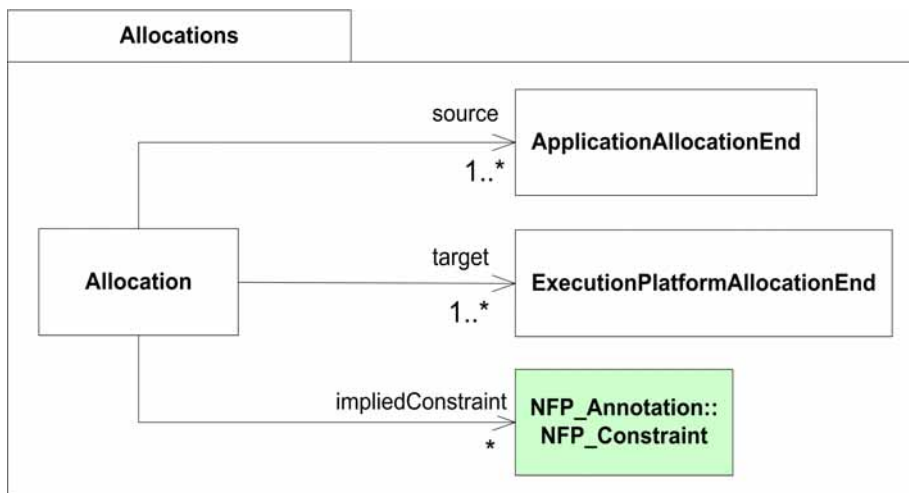 Allocations
source
1..*
ApplicationAllocationEnd
Allocation
target
1..*
ExecutionPlatformAllocationEnd
impliedConstraint
*
NFP_Annotation::
NFP_Constraint